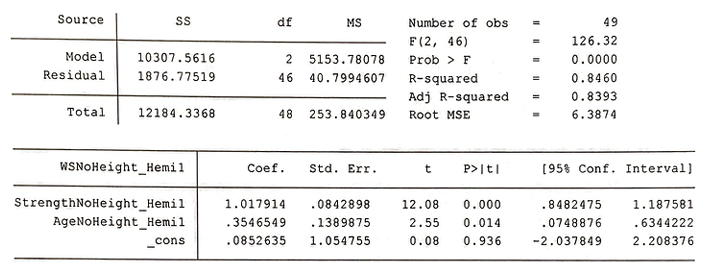 Source SS df MS Number of obs = 49
F(2, 46) = 126.32
Model 10307.5616 2 5153.78078 Prob > F = 0.0000
Residual 1876.77519 46 40.7994607 R-squared = 0.8460
Adj R-squared = 0.8393
Total 12184.3368 48 253.840349 Root MSE = 6.3874
WSNoHeight_Hemi1 Coef. Std. Err. t P>|t| [95% Conf. Interval]
StrengthNoHeight_Hemi1 1.017914 .0842898 12.08 0.000 .8482475 1.187581
AgeNoHeight_Hemi1 .3546549 .1389875 2.55 0.014 .0748876 .6344222
_cons .0852635 1.054755 0.08 0.936 -2.037849 2.208376